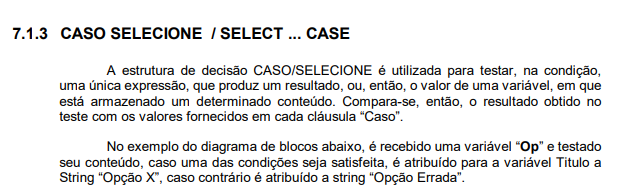 7.1.3 CASO SELECIONE / SELECT ... CASE
A estrutura de decisão CASO/SELECIONE é utilizada para testar, na condição,
uma única expressão, que produz um resultado, ou, então, o valor de uma variável, em que
está armazenado um determinado conteúdo. Compara-se, então, o resultado obtido no
teste com os valores fornecidos em cada cláusula “Caso”.
No exemplo do diagrama de blocos abaixo, é recebido uma variável “Op” e testado
seu conteúdo, caso uma das condições seja satisfeita, é atribuído para a variável Titulo a
String “Opção X”, caso contrário é atribuído a string “Opção Errada”.